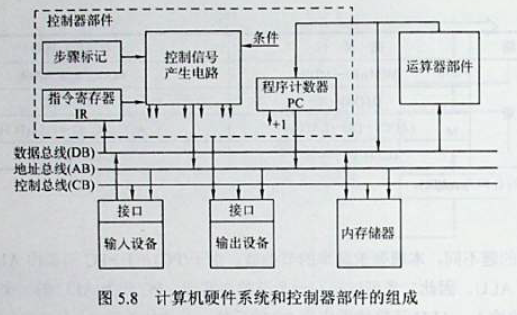 控制器部件
步骤标记
控制信号
产生电路
条件
运算器部件
指令寄存器
IR
程序计数器
PC
+1
数据总线(DB)
地址总线(AB)
控制总线(CB)
接口
输入设备
接口
输出设备
内存储器
图 5.8 计算机硬件系统和控制器部件的组成